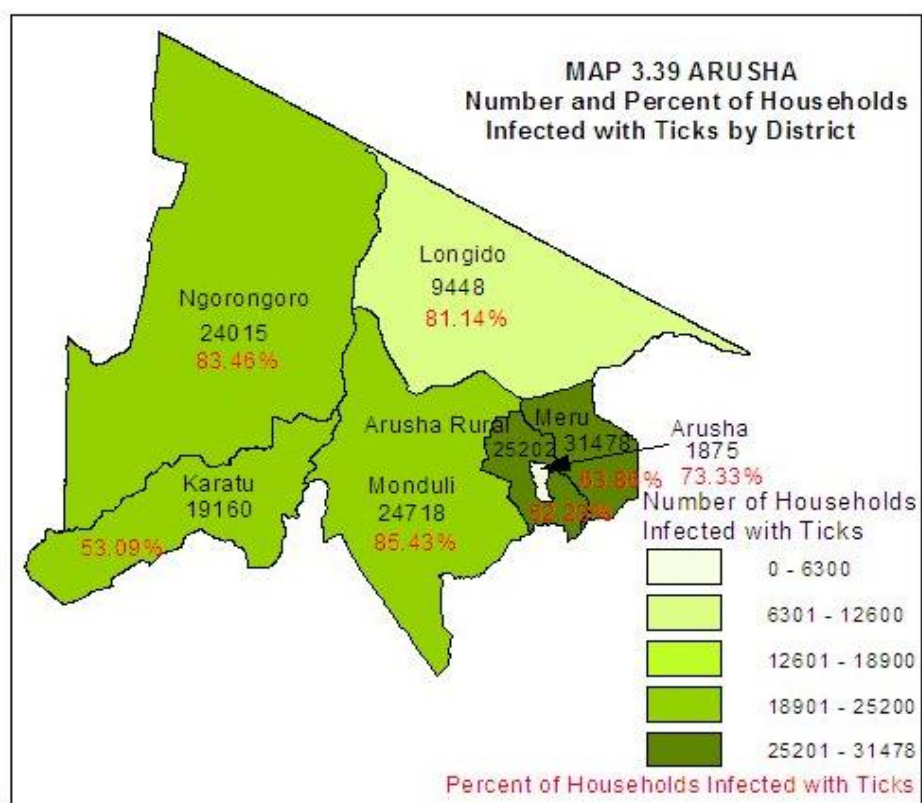 MAP 3.39 ARUSHA
Number and Percent of Households
Infected with Ticks by District
Longido
9448
81.14%
Ngorongoro
24015
83.46%
Arusha Rural
25202
Meru
31478
Arusha
1875
73.33%
Karatu
19160
53.09%
Monduli
24718
85.43%
Number of Households
Infected with Ticks
0 - 6300
6301 - 12600
12601 - 18900
18901 - 25200
25201 - 31478
Percent of Households Infected with Ticks